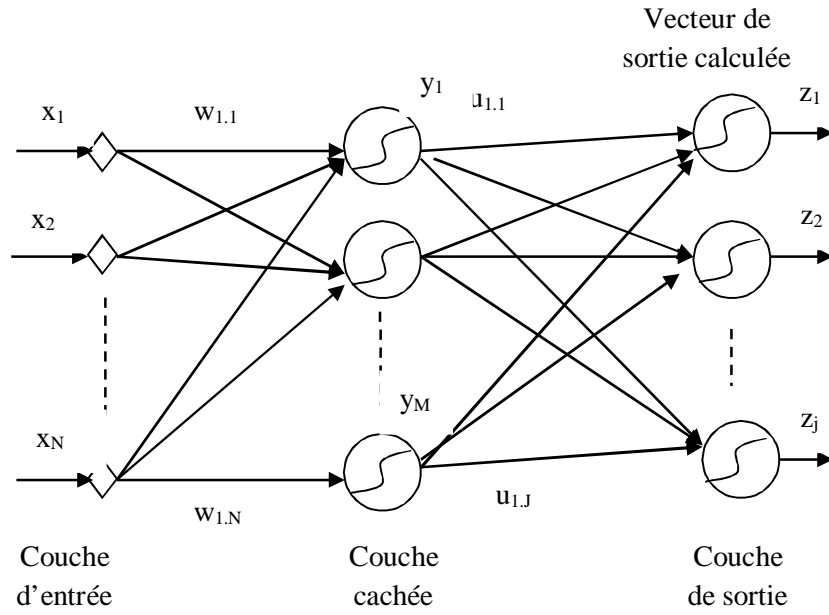 Vecteur de
sortie calculée
x1
w1.1
y1
u1.1
z1
x2
z2
xN
w1.N
yM
u1.J
zj
Couche
d’entrée
Couche
cachée
Couche
de sortie